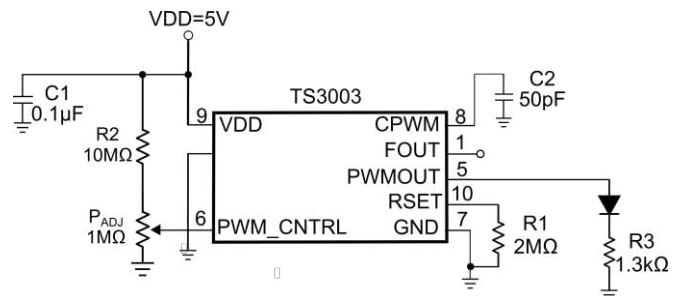 VDD=5V
C1
0.1µF
R2
10MΩ
PADJ
1MΩ
TS3003
9
VDD
6
PWM_CNTRL
CPWM
8
FOUT
1
PWMOUT
5
RSET
10
GND
7
C2
50pF
R1
2MΩ
R3
1.3kΩ